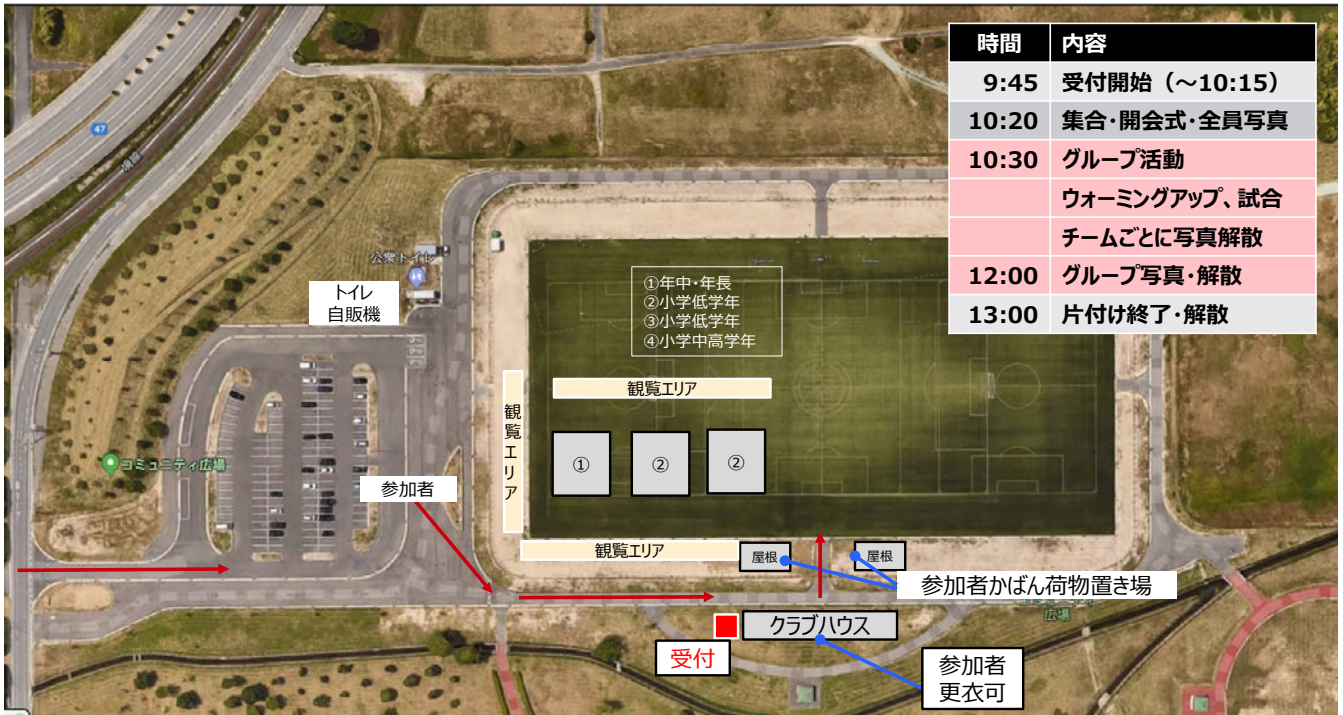 時間 内容
9:45 受付開始（～10:15）
10:20 集合・開会式・全員写真
10:30 グループ活動
ウォーミングアップ、試合
チームごとに写真解散
12:00 グループ写真・解散
13:00 片付け終了・解散
47
境線
公衆トイレ
トイレ
自販機
①年中・年長
②小学低学年
③小学低学年
④小学中高学年
観覧エリア
観覧エリア
①
②
②
コミュニティ広場
参加者
観覧エリア
屋根
屋根
参加者かばん荷物置き場
広場
クラブハウス
受付
参加者
更衣可